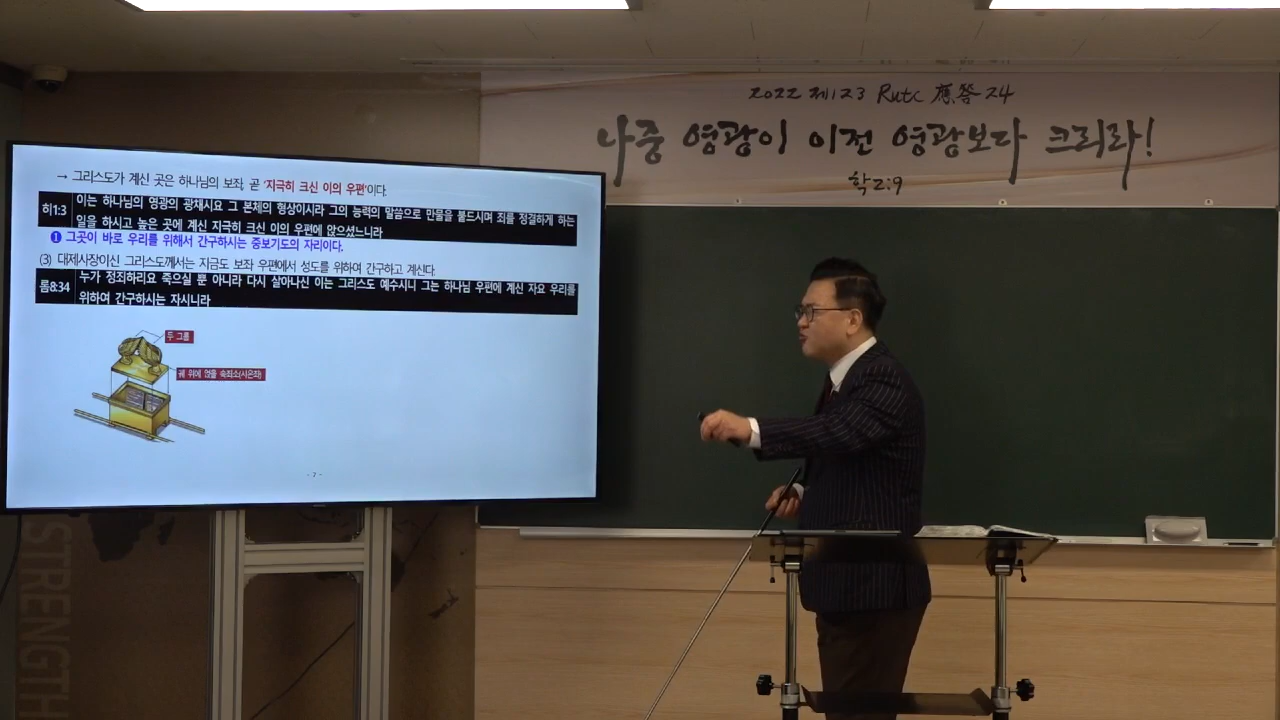 2022 제123 Rutc 應答 24
나중 영광이 이전 영광보다 크리라!
학2:9
→ 그리스도가 계신 곳은 하나님의 보좌, 곧 '지극히 크신 이의 우편'이다.
히1:3 이는 하나님의 영광의 광채시요 그 본체의 형상이시라 그의 능력의 말씀으로 만물을 붙드시며 죄를 정결하게 하는
일을 하시고 높은 곳에 계신 지극히 크신 이의 우편에 앉으셨느니라
❶ 그곳이 바로 우리를 위해서 간구하시는 중보기도의 자리이다.
(3) 대제사장이신 그리스도께서는 지금도 보좌 우편에서 성도를 위하여 간구하고 계신다.
롬8:34 누가 정죄하리요 죽으실 뿐 아니라 다시 살아나신 이는 그리스도 예수시니 그는 하나님 우편에 계신 자요 우리를
위하여 간구하시는 자시니라
두 그룹
궤 위에 얹을 속죄소(시은좌)
- 7 -
STRENGTH